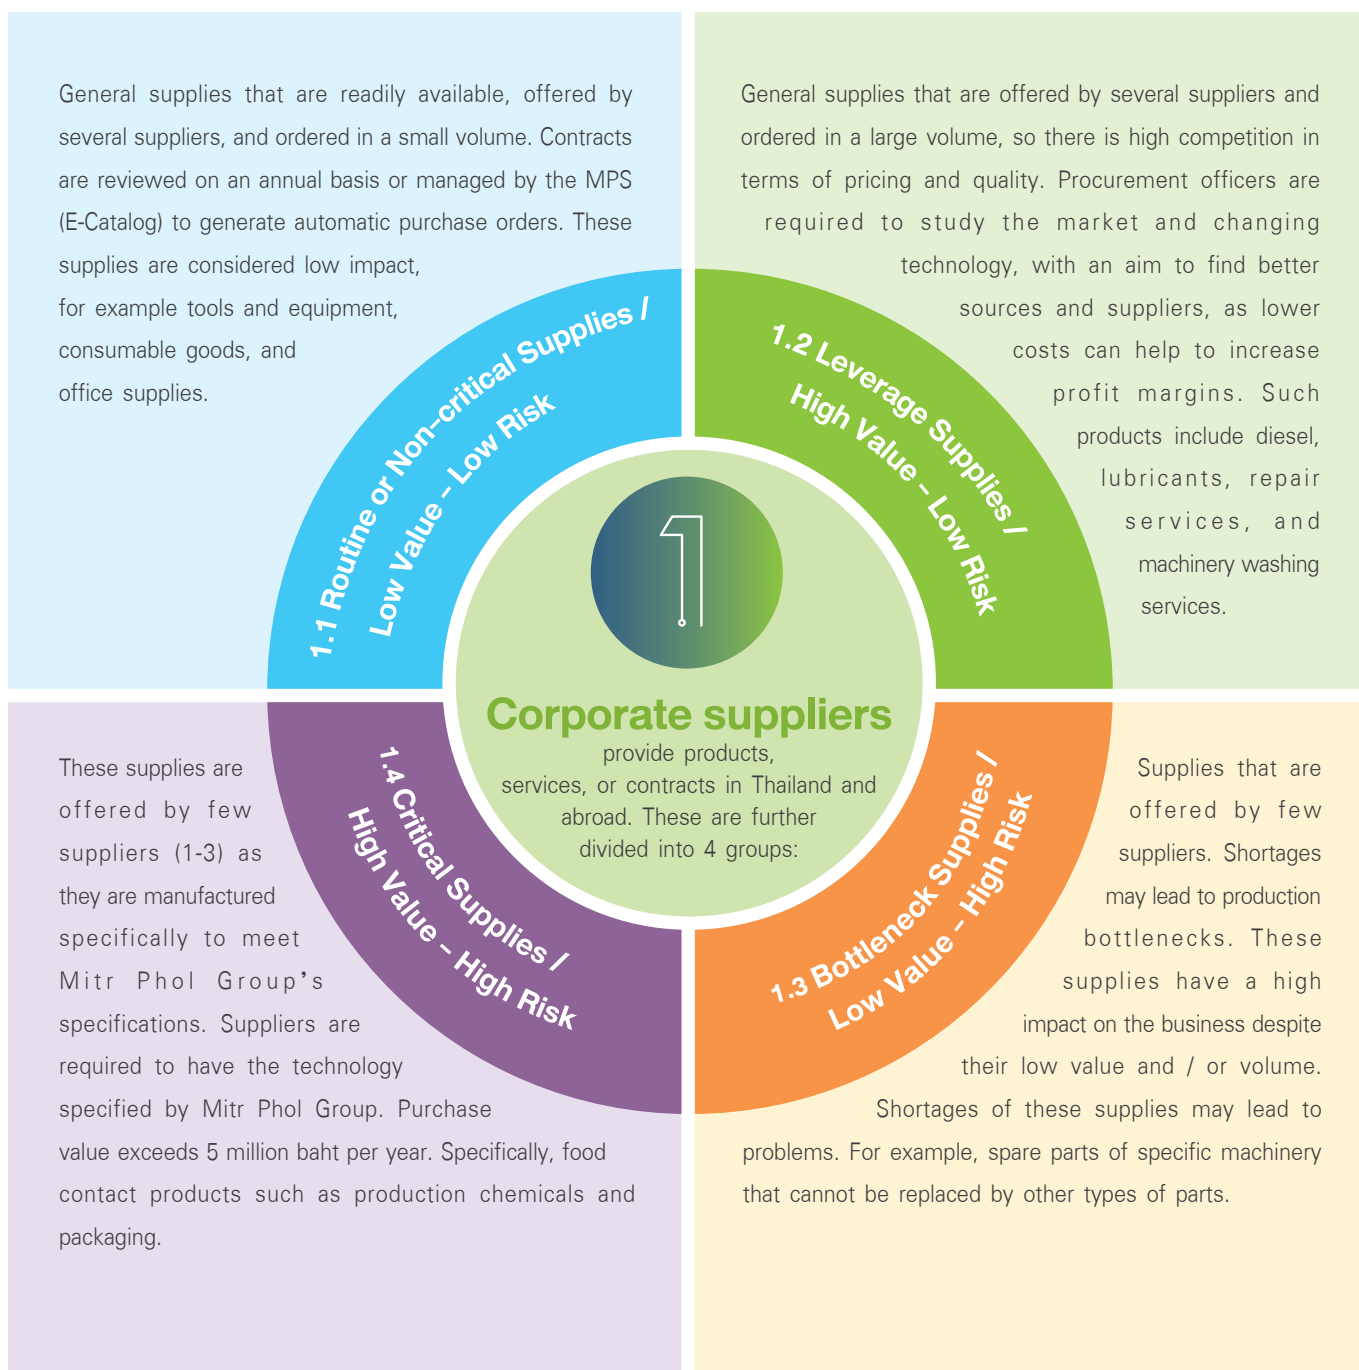 General supplies that are readily available, offered by
several suppliers, and ordered in a small volume. Contracts
are reviewed on an annual basis or managed by the MPS
(E-Catalog) to generate automatic purchase orders. These
supplies are considered low impact,
for example tools and equipment,
consumable goods, and
office supplies.
1.1 Routine or Non-critical Supplies /
Low Value – Low Risk
General supplies that are offered by several suppliers and
ordered in a large volume, so there is high competition in
terms of pricing and quality. Procurement officers are
required to study the market and changing
technology, with an aim to find better
sources and suppliers, as lower
costs can help to increase
profit margins. Such
products include diesel,
lubricants, repair
services, and
machinery washing
services.
1.2 Leverage Supplies /
High Value – Low Risk
1
Corporate suppliers
provide products,
services, or contracts in Thailand and
abroad. These are further
divided into 4 groups:
These supplies are
offered by few
suppliers (1-3) as
they are manufactured
specifically to meet
Mitr Phol Group's
specifications. Suppliers are
required to have the technology
specified by Mitr Phol Group. Purchase
value exceeds 5 million baht per year. Specifically, food
contact products such as production chemicals and
packaging.
1.4 Critical Supplies /
High Value – High Risk
1.3 Bottleneck Supplies /
Low Value – High Risk
Supplies that are
offered by few
suppliers. Shortages
may lead to production
bottlenecks. These
supplies have a high
impact on the business despite
their low value and / or volume.
Shortages of these supplies may lead to
problems. For example, spare parts of specific machinery
that cannot be replaced by other types of parts.